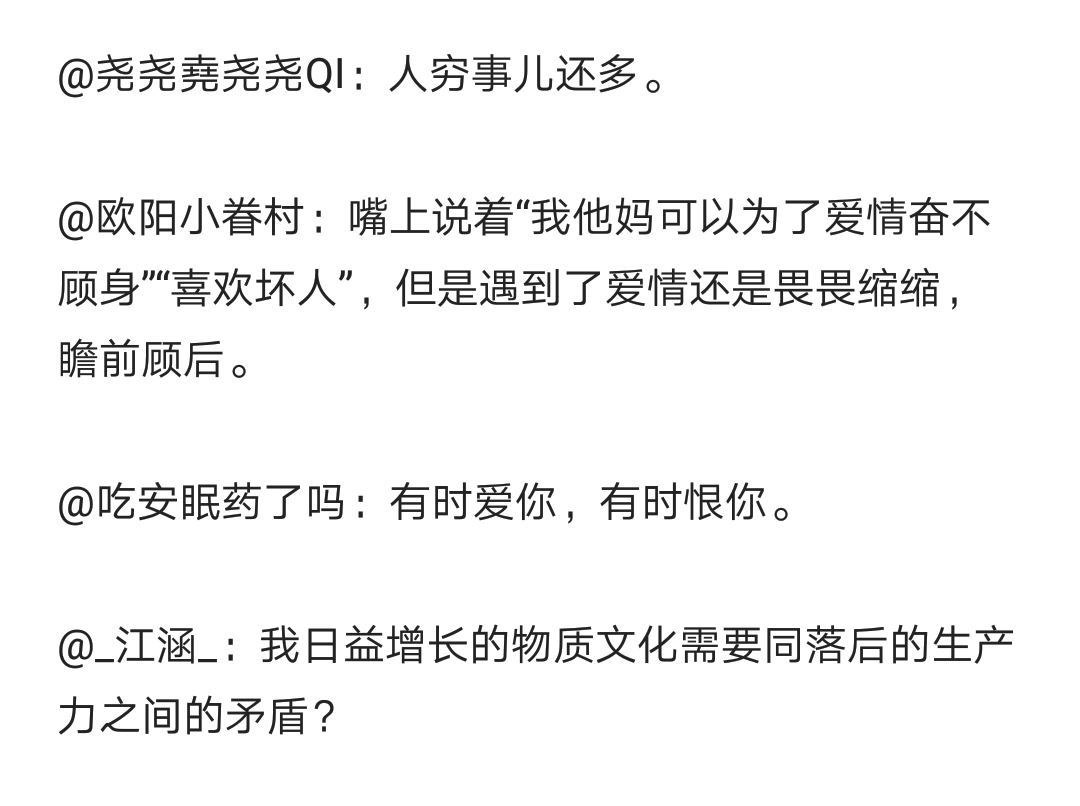 @尧尧堯尧尧QI：人穷事儿还多。
@欧阳小眷村：嘴上说着“我他妈可以为了爱情奋不
顾身”“喜欢坏人”，但是遇到了爱情还是畏畏缩缩，
瞻前顾后。
@吃安眠药了吗：有时爱你，有时恨你。
@_江涵_：我日益增长的物质文化需要同落后的生产
力之间的矛盾？